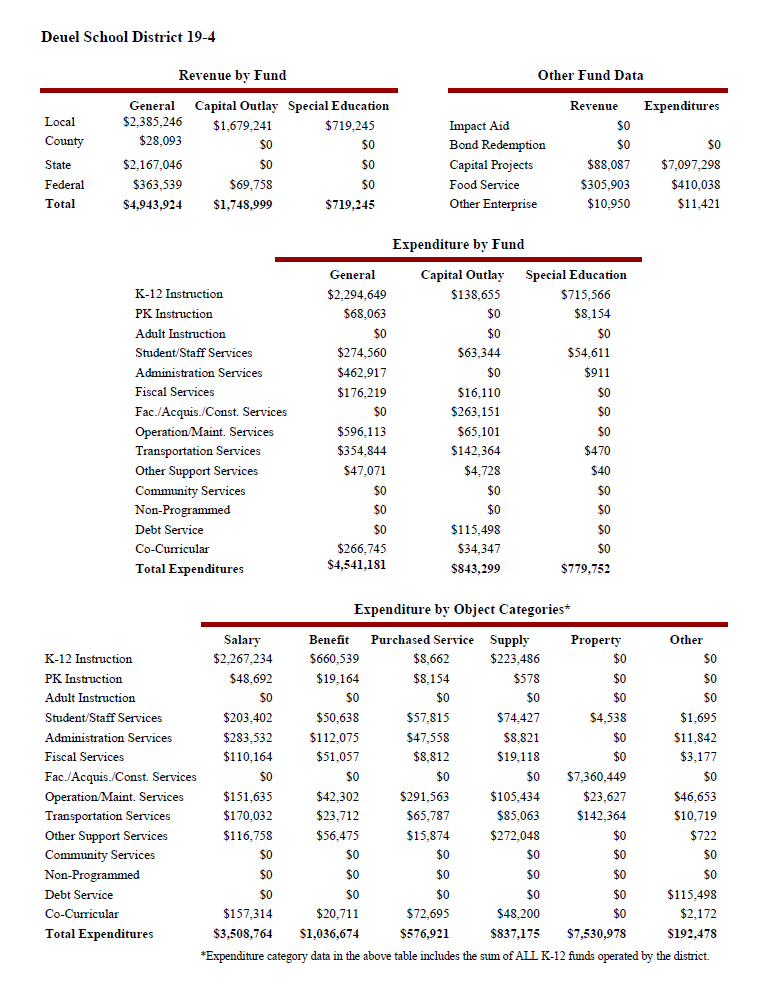 Deuel School District 19-4
Revenue by Fund
General Capital Outlay Special Education
Local $2,385,246 $1,679,241 $719,245
County $28,093 $0 $0
State $2,167,046 $0 $0
Federal $363,539 $69,758 $0
Total $4,943,924 $1,748,999 $719,245
Other Fund Data
Revenue Expenditures
Impact Aid $0
Bond Redemption $0 $0
Capital Projects $88,087 $7,097,298
Food Service $305,903 $410,038
Other Enterprise $10,950 $11,421
Expenditure by Fund
General Capital Outlay Special Education
K-12 Instruction $2,294,649 $138,655 $715,566
PK Instruction $68,063 $0 $8,154
Adult Instruction $0 $0 $0
Student/Staff Services $274,560 $63,344 $54,611
Administration Services $462,917 $0 $911
Fiscal Services $176,219 $16,110 $0
Fac./Acquis./Const. Services $0 $263,151 $0
Operation/Maint. Services $596,113 $65,101 $0
Transportation Services $354,844 $142,364 $470
Other Support Services $47,071 $4,728 $40
Community Services $0 $0 $0
Non-Programmed $0 $0 $0
Debt Service $0 $115,498 $0
Co-Curricular $266,745 $34,347 $0
Total Expenditures $4,541,181 $843,299 $779,752
Expenditure by Object Categories*
Salary Benefit Purchased Service Supply Property Other
K-12 Instruction $2,267,234 $660,539 $8,662 $223,486 $0 $0
PK Instruction $48,692 $19,164 $8,154 $578 $0 $0
Adult Instruction $0 $0 $0 $0 $0 $0
Student/Staff Services $203,402 $50,638 $57,815 $74,427 $4,538 $1,695
Administration Services $283,532 $112,075 $47,558 $8,821 $0 $11,842
Fiscal Services $110,164 $51,057 $8,812 $19,118 $0 $3,177
Fac./Acquis./Const. Services $0 $0 $0 $0 $7,360,449 $0
Operation/Maint. Services $151,635 $42,302 $291,563 $105,434 $23,627 $46,653
Transportation Services $170,032 $23,712 $65,787 $85,063 $142,364 $10,719
Other Support Services $116,758 $56,475 $15,874 $272,048 $0 $722
Community Services $0 $0 $0 $0 $0 $0
Non-Programmed $0 $0 $0 $0 $0 $0
Debt Service $0 $0 $0 $0 $0 $115,498
Co-Curricular $157,314 $20,711 $72,695 $48,200 $0 $2,172
Total Expenditures $3,508,764 $1,036,674 $576,921 $837,175 $7,530,978 $192,478
*Expenditure category data in the above table includes the sum of ALL K-12 funds operated by the district.